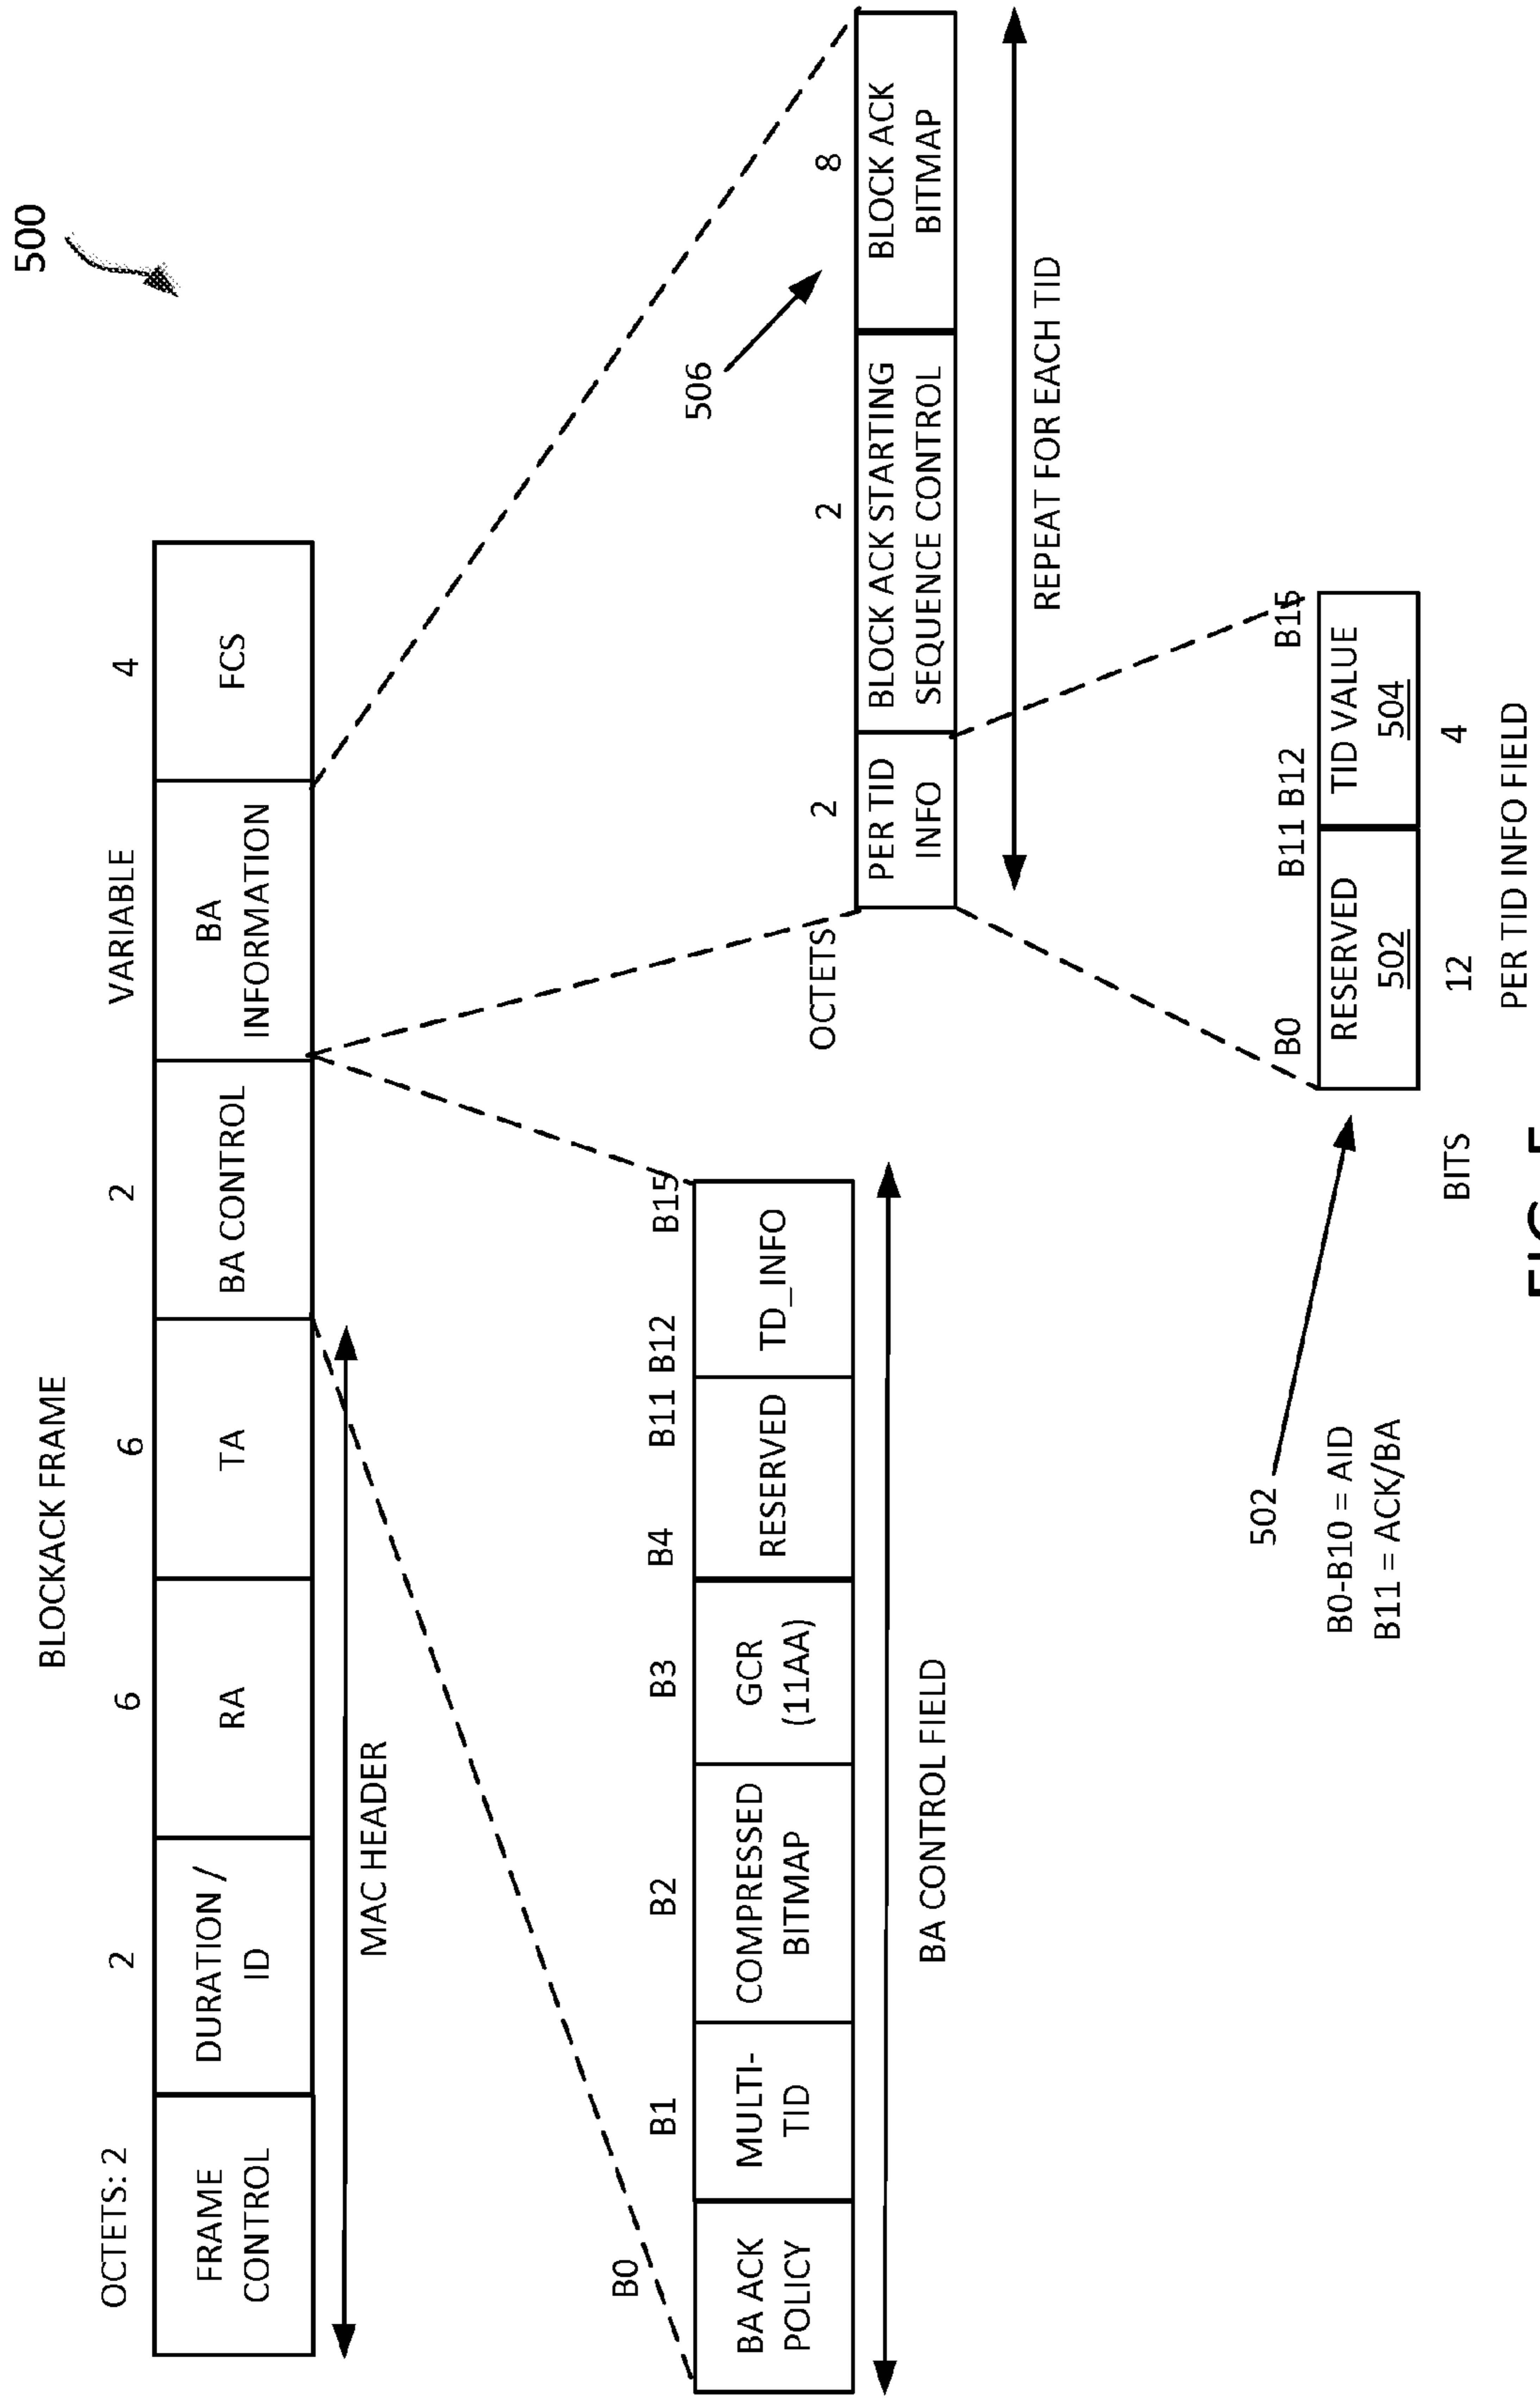 500
BLOCKACK FRAME
OCTETS: 2
2
6
6
2
VARIABLE
4
FRAME
CONTROL
DURATION /
ID
RA
TA
BA CONTROL
BA
INFORMATION
FCS
MAC HEADER
B0
B1
B2
B3
B4
B11 B12
B15
BA ACK
POLICY
MULTI-
TID
COMPRESSED
BITMAP
GCR
(11AA)
RESERVED
TD_INFO
BA CONTROL FIELD
506
OCTETS
2
2
8
PER TID
INFO
BLOCK ACK STARTING
SEQUENCE CONTROL
BLOCK ACK
BITMAP
REPEAT FOR EACH TID
502
B0-B10 = AID
B11 = ACK/BA
B0
B11 B12
B15
RESERVED
502
TID VALUE
504
BITS
12
4
PER TID INFO FIELD